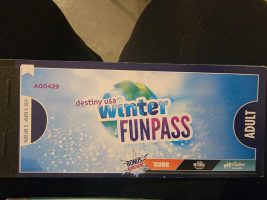 A00429
destiny usa
winter
FUNPASS
ADULT
BONUS
'CUSE